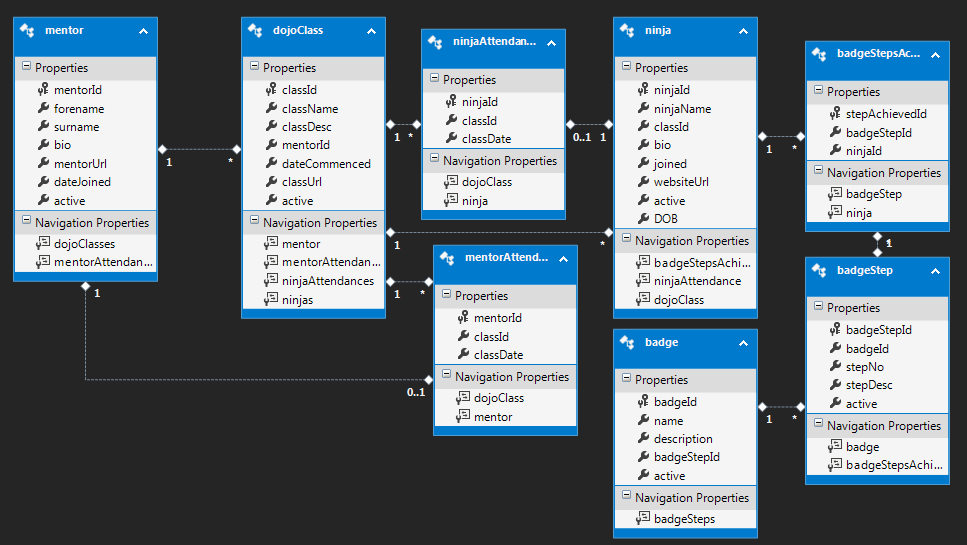 mentor
Properties
mentorId
forename
surname
bio
mentorUrl
dateJoined
active
Navigation Properties
dojoClasses
mentorAttendan...
1
*
dojoClass
Properties
classId
className
classDesc
mentorId
dateCommenced
classUrl
active
Navigation Properties
mentor
mentorAttendan...
ninjaAttendances
ninjas
1
*
ninjaAttendan...
Properties
ninjaId
classId
classDate
Navigation Properties
dojoClass
ninja
0..1
1
1
*
1
*
mentorAttend...
Properties
mentorId
classId
classDate
Navigation Properties
dojoClass
mentor
1
0..1
ninja
Properties
ninjaId
ninjaName
classId
bio
joined
websiteUrl
active
DOB
Navigation Properties
badgeStepsAchi...
ninjaAttendance
dojoClass
1
*
badgeStepsAc...
Properties
stepAchievedId
badgeStepId
ninjaId
Navigation Properties
badgeStep
ninja
badge
Properties
badgeId
name
description
badgeStepId
active
Navigation Properties
badgeSteps
1
*
badgeStep
Properties
badgeStepId
badgeId
stepNo
stepDesc
active
Navigation Properties
badge
badgeStepsAchi...